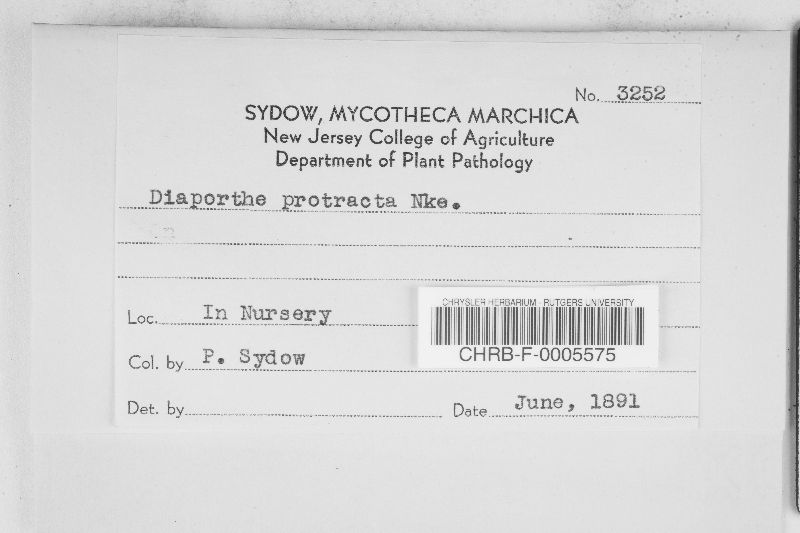 No. 3252
SYDOW, MYCOTHECA MARCHICA
New Jersey College of Agriculture
Department of Plant Pathology
Diaporthe protracta Nke.
Loc. In Nursery
CHRYSLER HERBARIUM - RUTGERS UNIVERSITY
CHRB-F-0005575
Col. by P. Sydow
Det. by
Date June, 1891